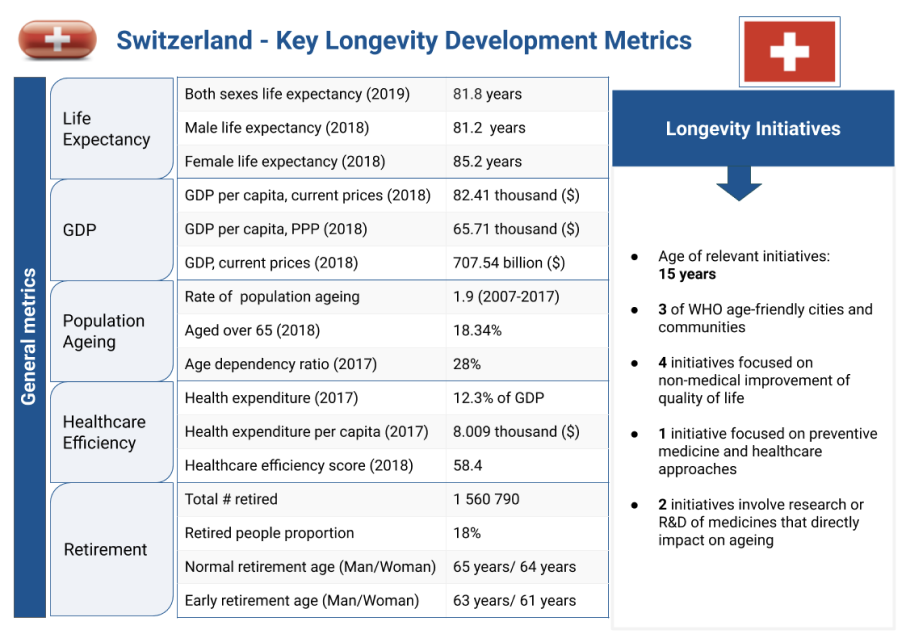 Switzerland - Key Longevity Development Metrics
General metrics
Life
Expectancy
Both sexes life expectancy (2019) 81.8 years
Male life expectancy (2018) 81.2 years
Female life expectancy (2018) 85.2 years
GDP
GDP per capita, current prices (2018) 82.41 thousand ($)
GDP per capita, PPP (2018) 65.71 thousand ($)
GDP, current prices (2018) 707.54 billion ($)
Population
Ageing
Rate of population ageing 1.9 (2007-2017)
Aged over 65 (2018) 18.34%
Age dependency ratio (2017) 28%
Healthcare
Efficiency
Health expenditure (2017) 12.3% of GDP
Health expenditure per capita (2017) 8.009 thousand ($)
Healthcare efficiency score (2018) 58.4
Retirement
Total # retired 1 560 790
Retired people proportion 18%
Normal retirement age (Man/Woman) 65 years/ 64 years
Early retirement age (Man/Woman) 63 years/ 61 years
Longevity Initiatives
● Age of relevant initiatives:
15 years
● 3 of WHO age-friendly cities and
communities
● 4 initiatives focused on
non-medical improvement of
quality of life
● 1 initiative focused on preventive
medicine and healthcare
approaches
● 2 initiatives involve research or
R&D of medicines that directly
impact on ageing